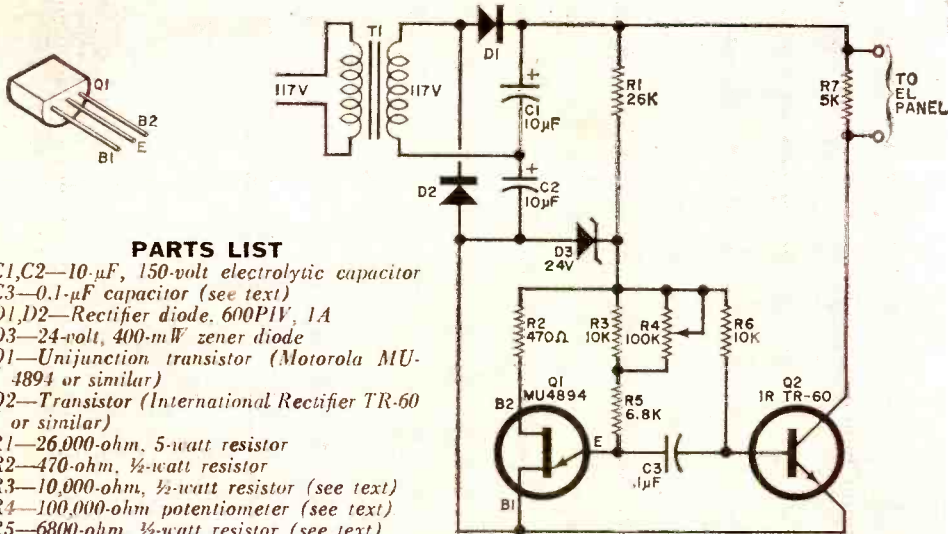 Q1
B2
E
B1
T1
117V
117V
D1
C1
10µF
C2
10µF
D2
D3
24V
R1
26K
R7
5K
TO
EL
PANEL
R2
470Ω
R3
10K
R4
100K
R6
10K
R5
6.8K
Q1
MU4894
B2
E
B1
C3
.1µF
Q2
IR TR-60
PARTS LIST
C1,C2—10-µF, 150-volt electrolytic capacitor
C3—0.1-µF capacitor (see text)
D1,D2—Rectifier diode, 600PIV, 1A
D3—24-volt, 400-mW zener diode
Q1—Unijunction transistor (Motorola MU-
4894 or similar)
Q2—Transistor (International Rectifier TR-60
or similar)
R1—26,000-ohm, 5-watt resistor
R2—470-ohm, ½-watt resistor
R3—10,000-ohm, ½-watt resistor (see text)
R4—100,000-ohm potentiometer (see text)
R5—6800-ohm, ½-watt resistor (see text)